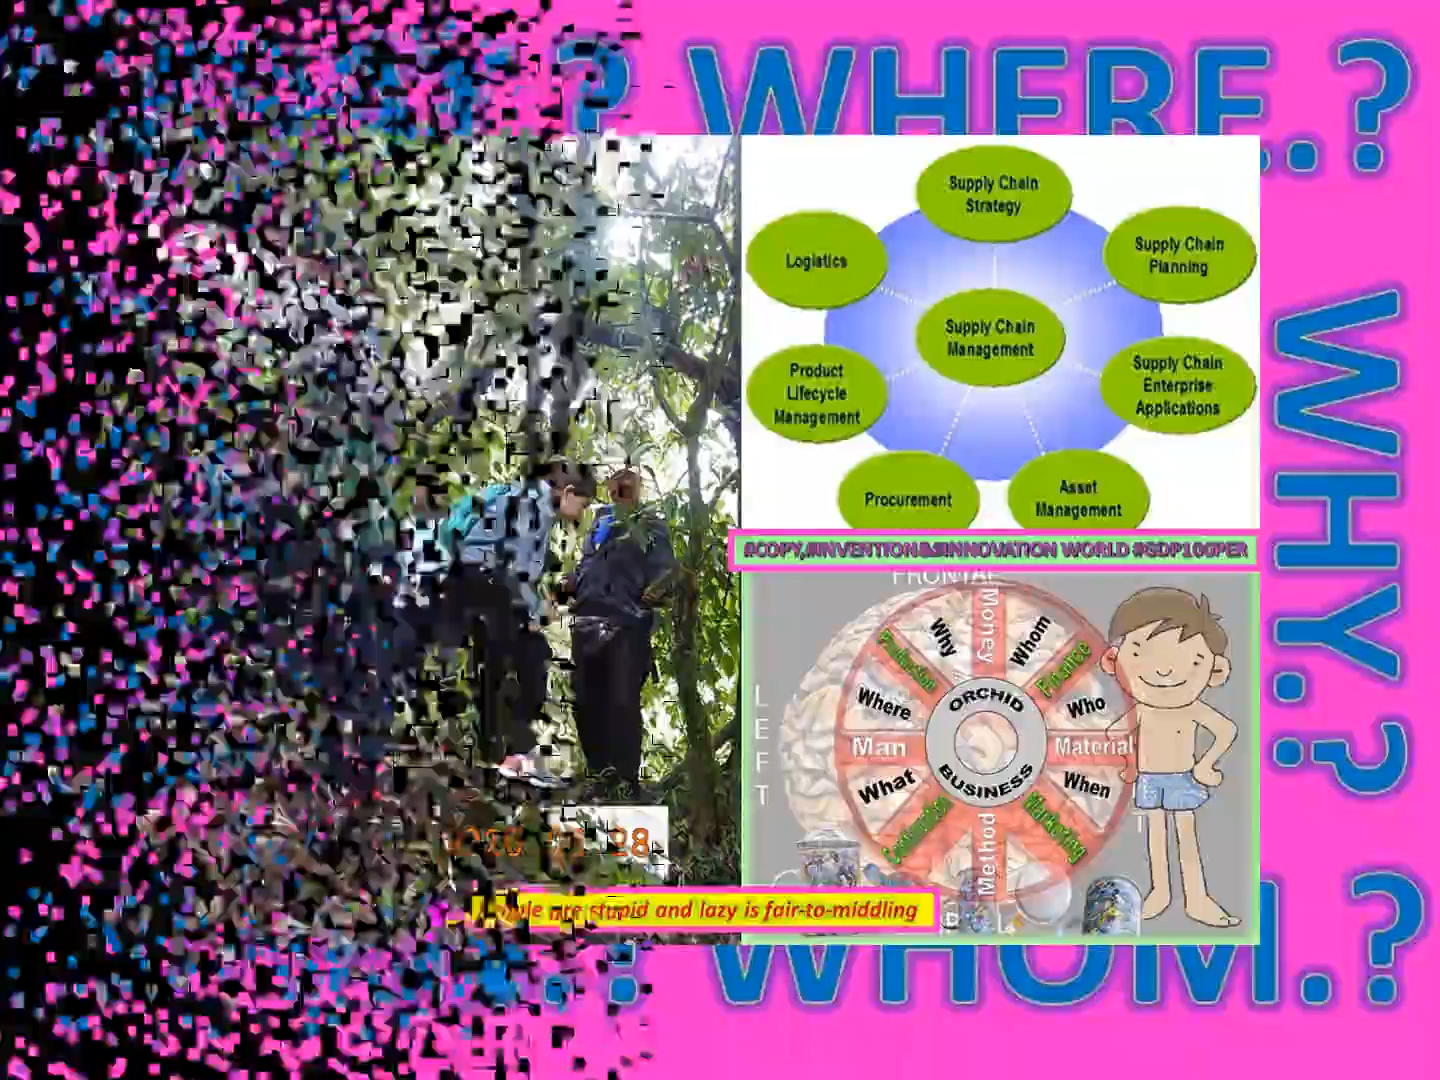 ? WHERE.?
WHY.?
Supply Chain
Strategy
Logistics
Supply Chain
Planning
Supply Chain
Management
Product
Lifecycle
Management
Supply Chain
Enterprise
Applications
Procurement
Asset
Management
#COPY,#INVENTION&#INNOVATION WORLD #GDP100PER
FRONTAL
LEFT
Money
Why
Whom
Production
Finance
Where
ORCHID
Who
Man
Material
What
BUSINESS
When
Marketing
Method
28
are stupid and lazy is fair-to-middling
? WHOM.?